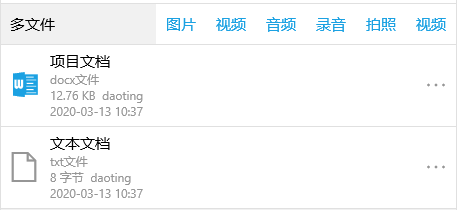 多文件 图片 视频 音频 录音 拍照 视频
项目文档
docx文件
12.76 KB daoting
2020-03-13 10:37
文本文档
txt文件
8 字节 daoting
2020-03-13 10:37